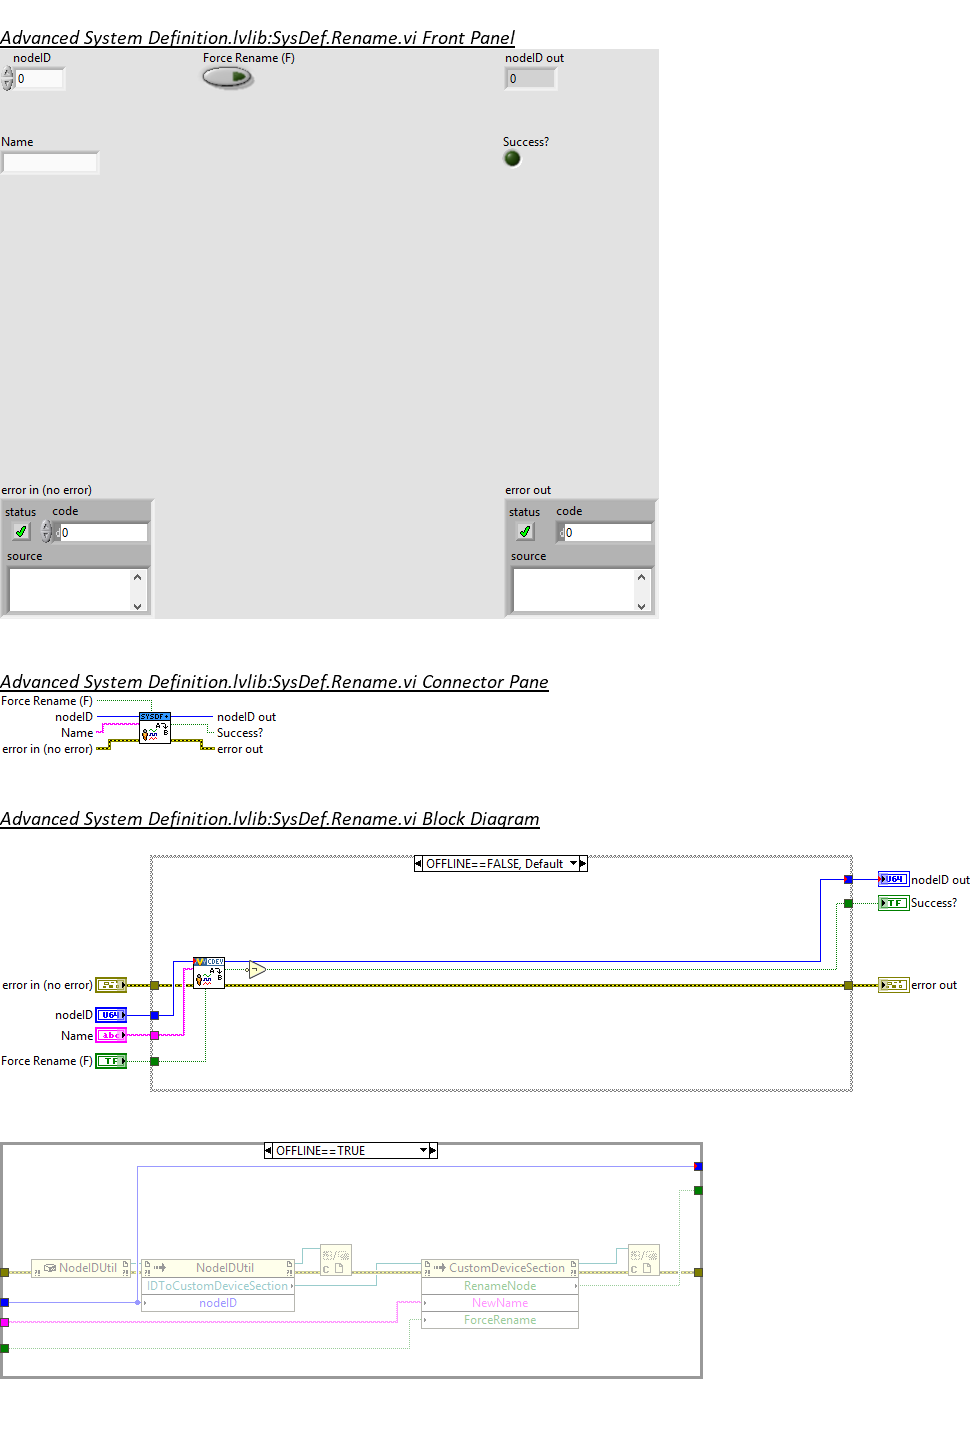 Advanced System Definition.lvlib:SysDef.Rename.vi Front Panel
nodeID
Force Rename (F)
nodeID out
0
0
Name
Success?
error in (no error)
error out
status
code
status
code
0
0
source
source
Advanced System Definition.lvlib:SysDef.Rename.vi Connector Pane
Force Rename (F)
nodeID
SYSDF
nodeID out
Name
A
B
Success?
error in (no error)
error out
Advanced System Definition.lvlib:SysDef.Rename.vi Block Diagram
OFFLINE==FALSE, Default
U64
nodeID out
TF
Success?
CDEV
A
B
error in (no error)
error out
nodeID
U64
Name
abc
Force Rename (F)
TF
OFFLINE==TRUE
NodeIDUtil
NodeIDUtil
C
CustomDeviceSection
C
IDToCustomDeviceSection
RenameNode
nodeID
NewName
ForceRename